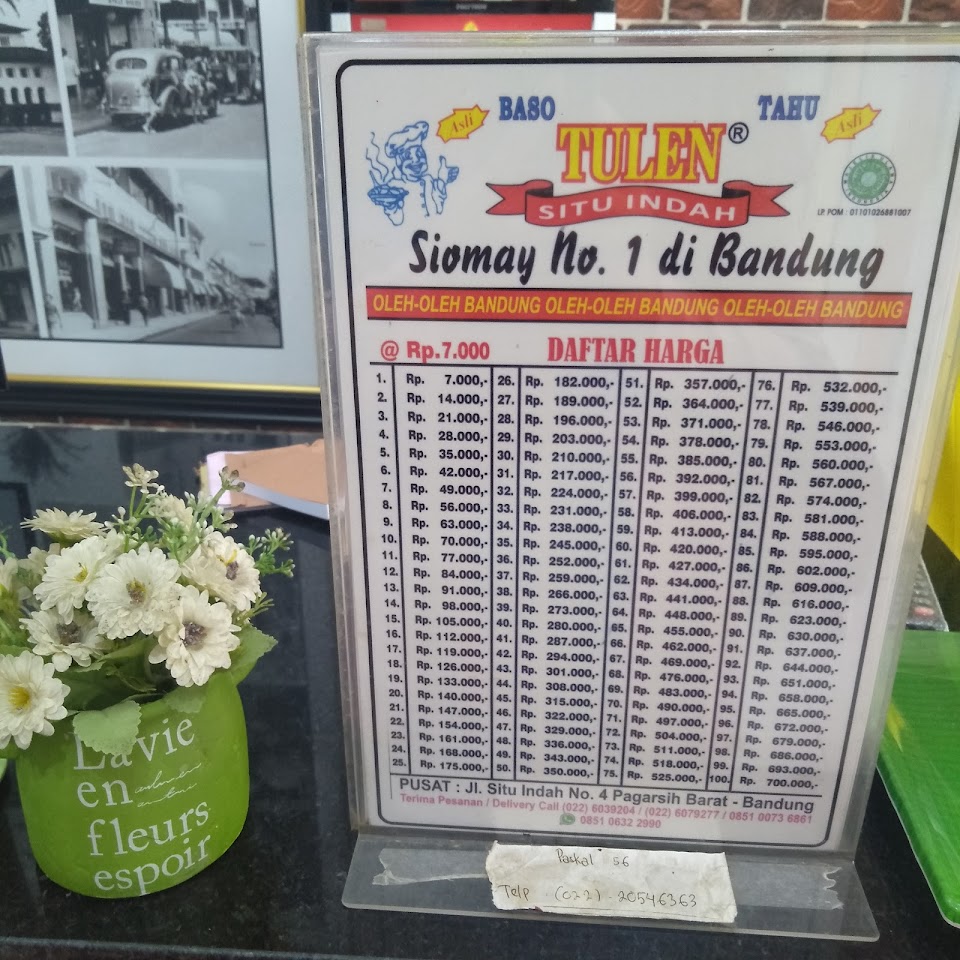 Asli BASO TAHU Asli
TULEN®
SITU INDAH
LP. POM : 01101026881007
Siomay No. 1 di Bandung
OLEH-OLEH BANDUNG OLEH-OLEH BANDUNG OLEH-OLEH BANDUNG
@ Rp.7.000 DAFTAR HARGA
1. Rp. 7.000,- 26. Rp. 182.000,- 51. Rp. 357.000,- 76. Rp. 532.000,-
2. Rp. 14.000,- 27. Rp. 189.000,- 52. Rp. 364.000,- 77. Rp. 539.000,-
3. Rp. 21.000,- 28. Rp. 196.000,- 53. Rp. 371.000,- 78. Rp. 546.000,-
4. Rp. 28.000,- 29. Rp. 203.000,- 54. Rp. 378.000,- 79. Rp. 553.000,-
5. Rp. 35.000,- 30. Rp. 210.000,- 55. Rp. 385.000,- 80. Rp. 560.000,-
6. Rp. 42.000,- 31. Rp. 217.000,- 56. Rp. 392.000,- 81. Rp. 567.000,-
7. Rp. 49.000,- 32. Rp. 224.000,- 57. Rp. 399.000,- 82. Rp. 574.000,-
8. Rp. 56.000,- 33. Rp. 231.000,- 58. Rp. 406.000,- 83. Rp. 581.000,-
9. Rp. 63.000,- 34. Rp. 238.000,- 59. Rp. 413.000,- 84. Rp. 588.000,-
10. Rp. 70.000,- 35. Rp. 245.000,- 60. Rp. 420.000,- 85. Rp. 595.000,-
11. Rp. 77.000,- 36. Rp. 252.000,- 61. Rp. 427.000,- 86. Rp. 602.000,-
12. Rp. 84.000,- 37. Rp. 259.000,- 62. Rp. 434.000,- 87. Rp. 609.000,-
13. Rp. 91.000,- 38. Rp. 266.000,- 63. Rp. 441.000,- 88. Rp. 616.000,-
14. Rp. 98.000,- 39. Rp. 273.000,- 64. Rp. 448.000,- 89. Rp. 623.000,-
15. Rp. 105.000,- 40. Rp. 280.000,- 65. Rp. 455.000,- 90. Rp. 630.000,-
16. Rp. 112.000,- 41. Rp. 287.000,- 66. Rp. 462.000,- 91. Rp. 637.000,-
17. Rp. 119.000,- 42. Rp. 294.000,- 67. Rp. 469.000,- 92. Rp. 644.000,-
18. Rp. 126.000,- 43. Rp. 301.000,- 68. Rp. 476.000,- 93. Rp. 651.000,-
19. Rp. 133.000,- 44. Rp. 308.000,- 69. Rp. 483.000,- 94. Rp. 658.000,-
20. Rp. 140.000,- 45. Rp. 315.000,- 70. Rp. 490.000,- 95. Rp. 665.000,-
21. Rp. 147.000,- 46. Rp. 322.000,- 71. Rp. 497.000,- 96. Rp. 672.000,-
22. Rp. 154.000,- 47. Rp. 329.000,- 72. Rp. 504.000,- 97. Rp. 679.000,-
23. Rp. 161.000,- 48. Rp. 336.000,- 73. Rp. 511.000,- 98. Rp. 686.000,-
24. Rp. 168.000,- 49. Rp. 343.000,- 74. Rp. 518.000,- 99. Rp. 693.000,-
25. Rp. 175.000,- 50. Rp. 350.000,- 75. Rp. 525.000,- 100. Rp. 700.000,-
PUSAT : Jl. Situ Indah No. 4 Pagarsih Barat - Bandung
Terima Pesanan / Delivery Call (022) 6039204 / (022) 6079277 / 0851 0073 6861
0851 0632 2990
Paskal 56
Telp (022) - 20546363
La vie
en
fleurs
espoir